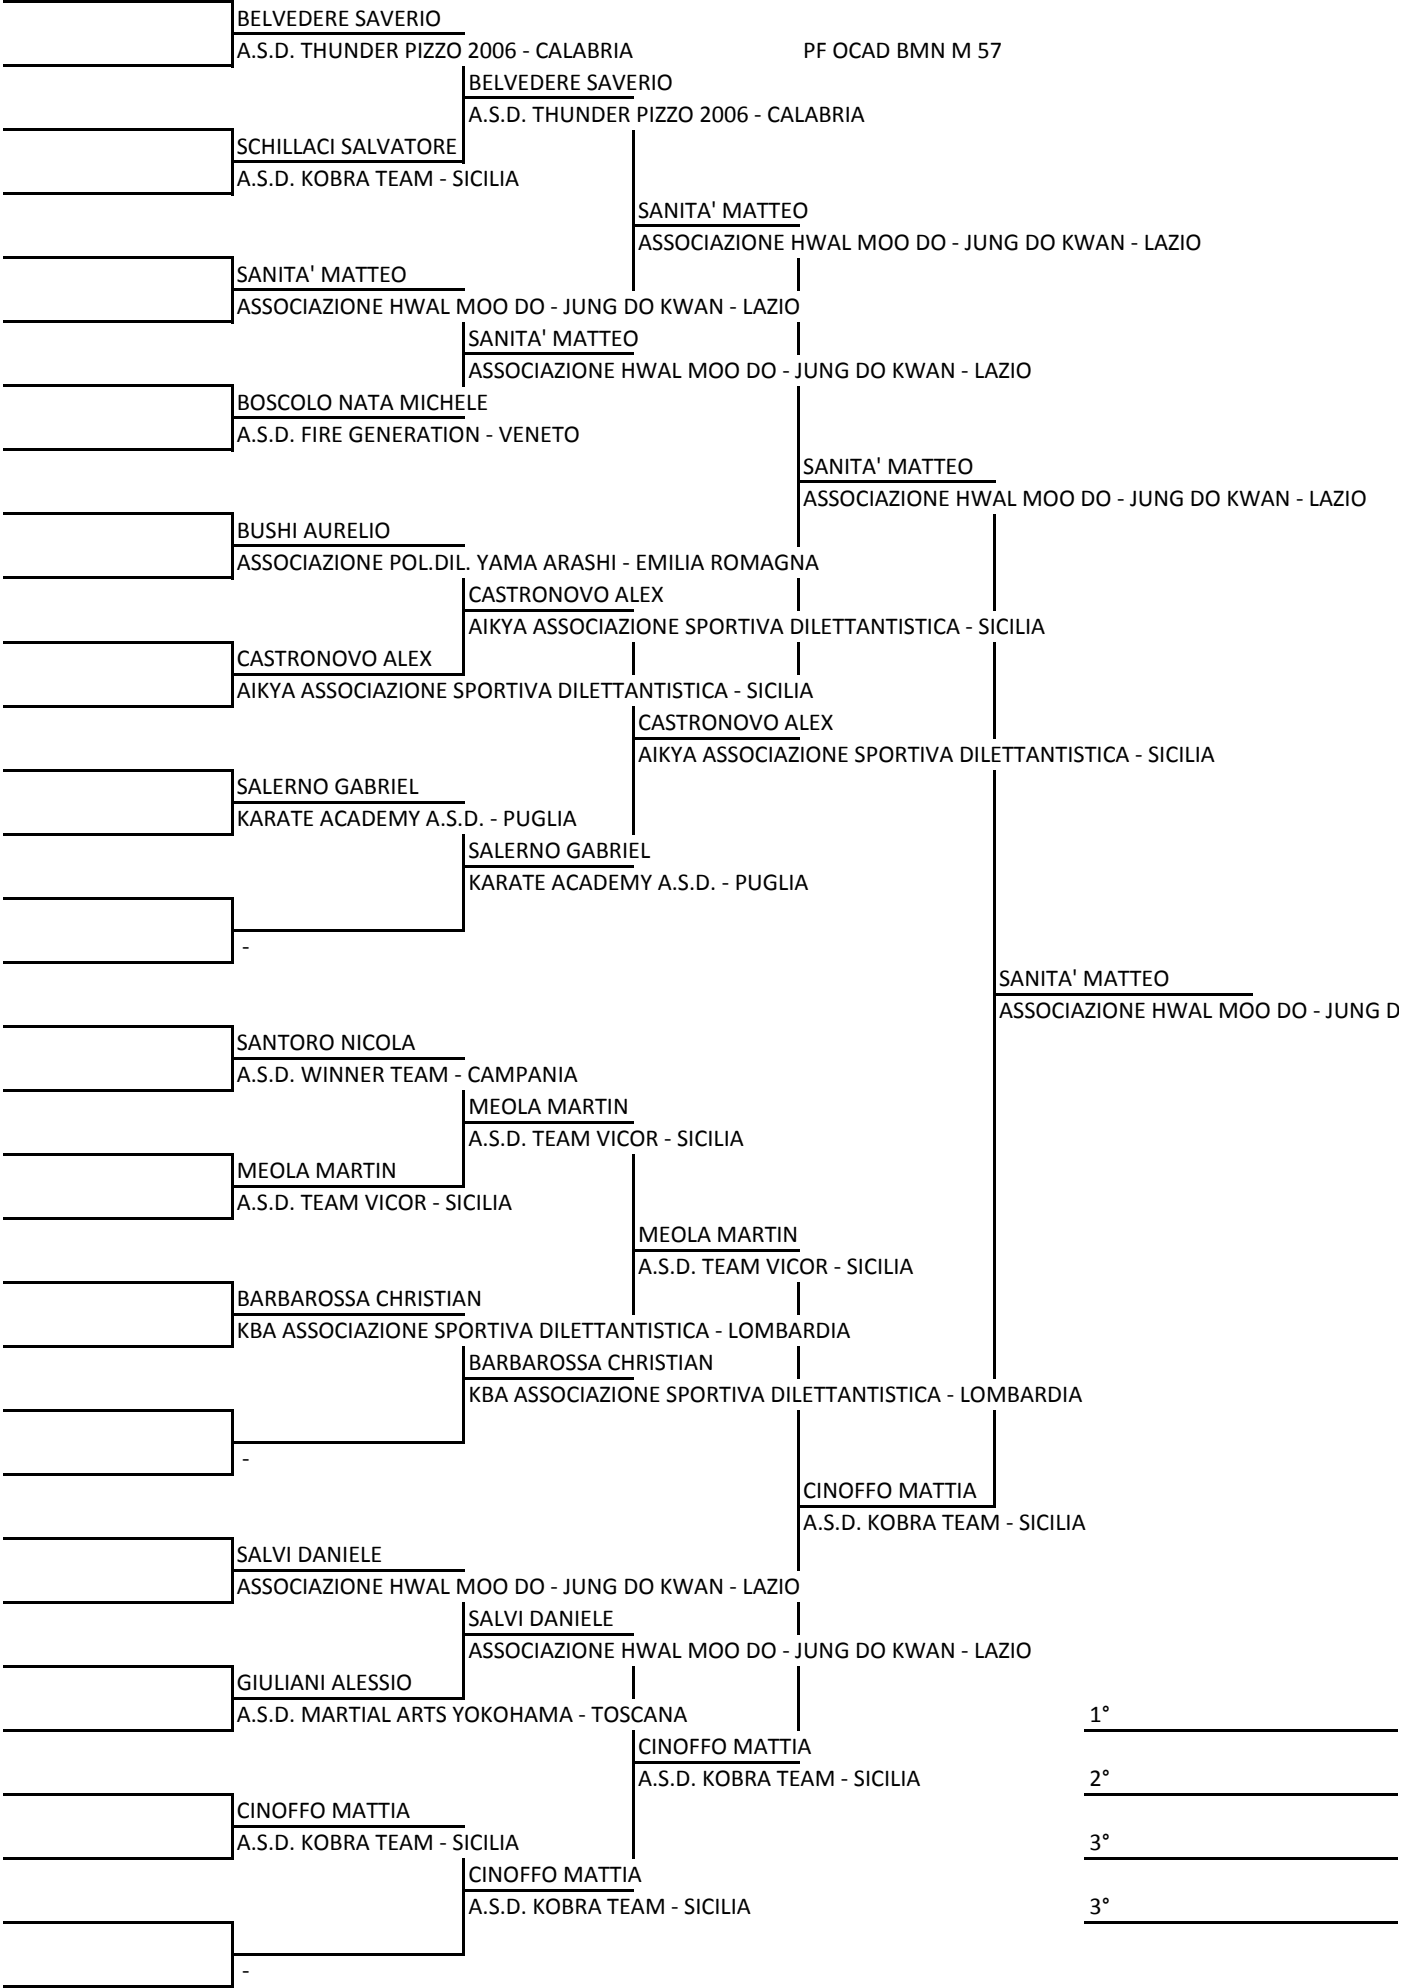 BELVEDERE SAVERIO
A.S.D. THUNDER PIZZO 2006 - CALABRIA PF OCAD BMN M 57
BELVEDERE SAVERIO
A.S.D. THUNDER PIZZO 2006 - CALABRIA
SCHILLACI SALVATORE
A.S.D. KOBRA TEAM - SICILIA
SANITA' MATTEO
ASSOCIAZIONE HWAL MOO DO - JUNG DO KWAN - LAZIO
SANITA' MATTEO
ASSOCIAZIONE HWAL MOO DO - JUNG DO KWAN - LAZIO
SANITA' MATTEO
ASSOCIAZIONE HWAL MOO DO - JUNG DO KWAN - LAZIO
BOSCOLO NATA MICHELE
A.S.D. FIRE GENERATION - VENETO
SANITA' MATTEO
ASSOCIAZIONE HWAL MOO DO - JUNG DO KWAN - LAZIO
BUSHI AURELIO
ASSOCIAZIONE POL.DIL. YAMA ARASHI - EMILIA ROMAGNA
CASTRONOVO ALEX
AIKYA ASSOCIAZIONE SPORTIVA DILETTANTISTICA - SICILIA
CASTRONOVO ALEX
AIKYA ASSOCIAZIONE SPORTIVA DILETTANTISTICA - SICILIA
CASTRONOVO ALEX
AIKYA ASSOCIAZIONE SPORTIVA DILETTANTISTICA - SICILIA
SALERNO GABRIEL
KARATE ACADEMY A.S.D. - PUGLIA
SALERNO GABRIEL
KARATE ACADEMY A.S.D. - PUGLIA
-
SANITA' MATTEO
ASSOCIAZIONE HWAL MOO DO - JUNG D
SANTORO NICOLA
A.S.D. WINNER TEAM - CAMPANIA
MEOLA MARTIN
A.S.D. TEAM VICOR - SICILIA
MEOLA MARTIN
A.S.D. TEAM VICOR - SICILIA
MEOLA MARTIN
A.S.D. TEAM VICOR - SICILIA
BARBAROSSA CHRISTIAN
KBA ASSOCIAZIONE SPORTIVA DILETTANTISTICA - LOMBARDIA
BARBAROSSA CHRISTIAN
KBA ASSOCIAZIONE SPORTIVA DILETTANTISTICA - LOMBARDIA
-
CINOFFO MATTIA
A.S.D. KOBRA TEAM - SICILIA
SALVI DANIELE
ASSOCIAZIONE HWAL MOO DO - JUNG DO KWAN - LAZIO
SALVI DANIELE
ASSOCIAZIONE HWAL MOO DO - JUNG DO KWAN - LAZIO
GIULIANI ALESSIO
A.S.D. MARTIAL ARTS YOKOHAMA - TOSCANA 1°
CINOFFO MATTIA
A.S.D. KOBRA TEAM - SICILIA 2°
CINOFFO MATTIA
A.S.D. KOBRA TEAM - SICILIA 3°
CINOFFO MATTIA
A.S.D. KOBRA TEAM - SICILIA 3°
-